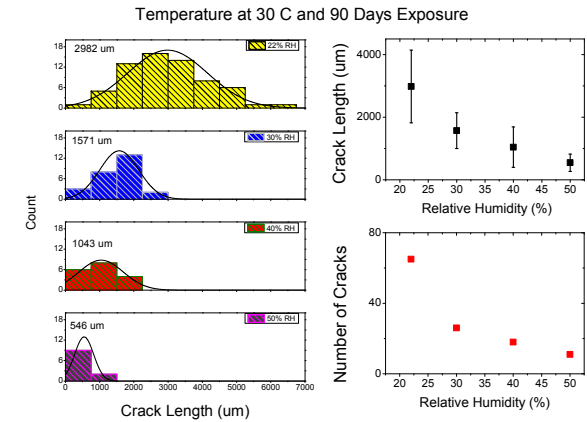 Temperature at 30 C and 90 Days Exposure
2982 um
22% RH
18
12
6
0
1571 um
30% RH
18
12
6
0
1043 um
40% RH
18
12
6
0
546 um
50% RH
18
12
6
0
0 1000 2000 3000 4000 5000 6000 7000
Count
Crack Length (um)
Crack Length (um)
4000
2000
0
20 25 30 35 40 45 50
Relative Humidity (%)
Number of Cracks
80
40
0
20 25 30 35 40 45 50
Relative Humidity (%)